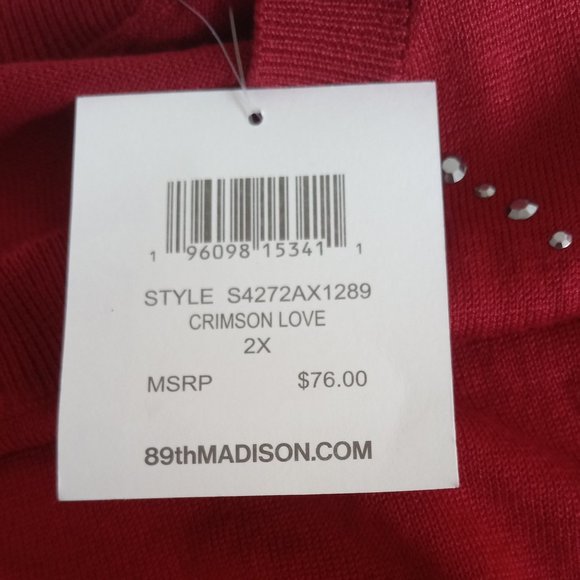 1 96098 15341 1
STYLE S4272AX1289
CRIMSON LOVE
2X
MSRP $76.00
89thMADISON.COM